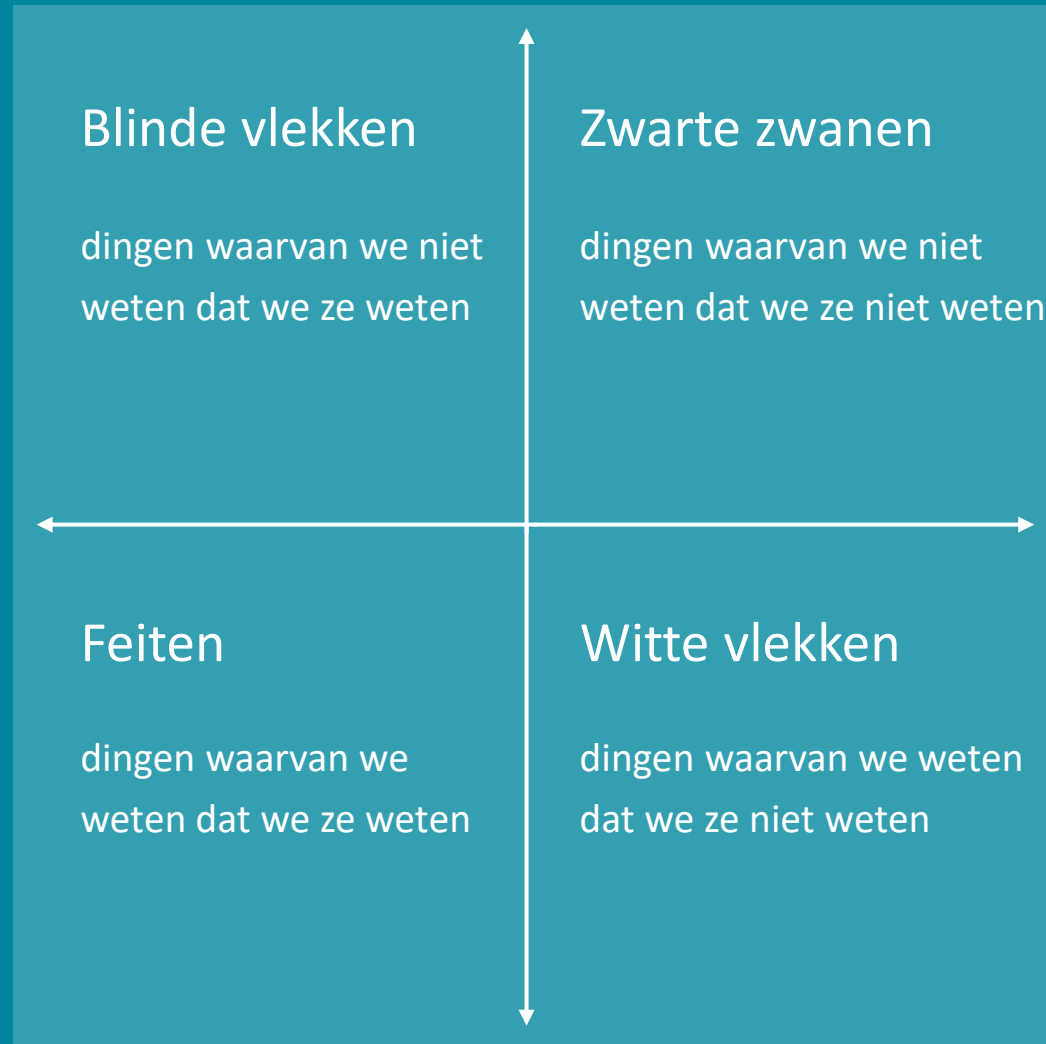 Blinde vlekken
dingen waarvan we niet
weten dat we ze weten
Zwarte zwanen
dingen waarvan we niet
weten dat we ze niet weten
Feiten
dingen waarvan we
weten dat we ze weten
Witte vlekken
dingen waarvan we weten
dat we ze niet weten